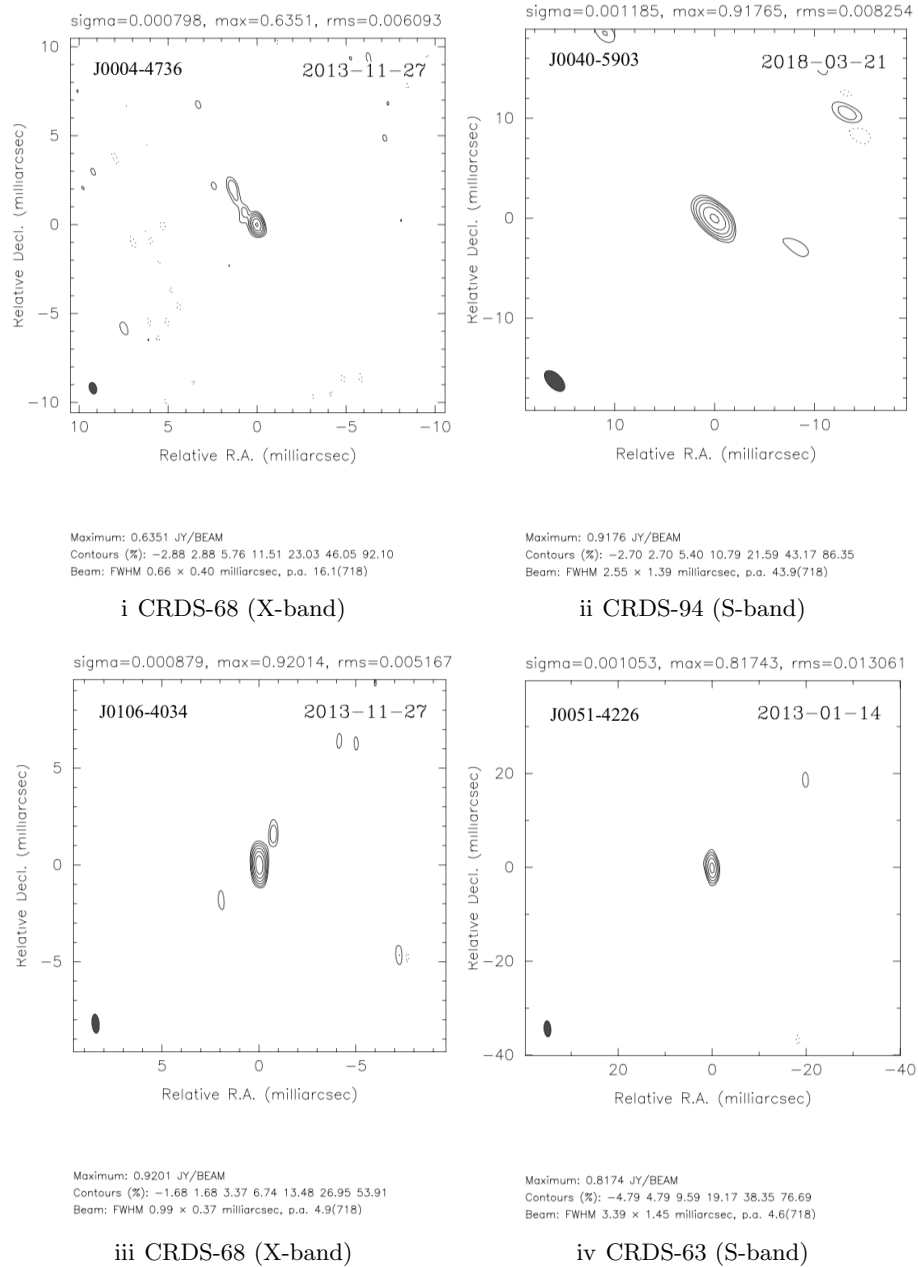 sigma=0.000798, max=0.6351, rms=0.006093
J0004-4736
2013-11-27
10
5
0
-5
-10
Relative Decl. (milliarcsec)
10 5 0 -5 -10
Relative R.A. (milliarcsec)
Maximum: 0.6351 JY/BEAM
Contours (%): -2.88 2.88 5.76 11.51 23.03 46.05 92.10
Beam: FWHM 0.66 × 0.40 milliarcsec, p.a. 16.1(718)
i CRDS-68 (X-band)
sigma=0.001185, max=0.91765, rms=0.008254
J0040-5903
2018-03-21
10
0
-10
Relative Decl. (milliarcsec)
10 0 -10
Relative R.A. (milliarcsec)
Maximum: 0.9176 JY/BEAM
Contours (%): -2.70 2.70 5.40 10.79 21.59 43.17 86.35
Beam: FWHM 2.55 × 1.39 milliarcsec, p.a. 43.9(718)
ii CRDS-94 (S-band)
sigma=0.000879, max=0.92014, rms=0.005167
J0106-4034
2013-11-27
5
0
-5
Relative Decl. (milliarcsec)
5 0 -5
Relative R.A. (milliarcsec)
Maximum: 0.9201 JY/BEAM
Contours (%): -1.68 1.68 3.37 6.74 13.48 26.95 53.91
Beam: FWHM 0.99 × 0.37 milliarcsec, p.a. 4.9(718)
iii CRDS-68 (X-band)
sigma=0.001053, max=0.81743, rms=0.013061
J0051-4226
2013-01-14
20
0
-20
-40
Relative Decl. (milliarcsec)
20 0 -20 -40
Relative R.A. (milliarcsec)
Maximum: 0.8174 JY/BEAM
Contours (%): -4.79 4.79 9.59 19.17 38.35 76.69
Beam: FWHM 3.39 × 1.45 milliarcsec, p.a. 4.6(718)
iv CRDS-63 (S-band)